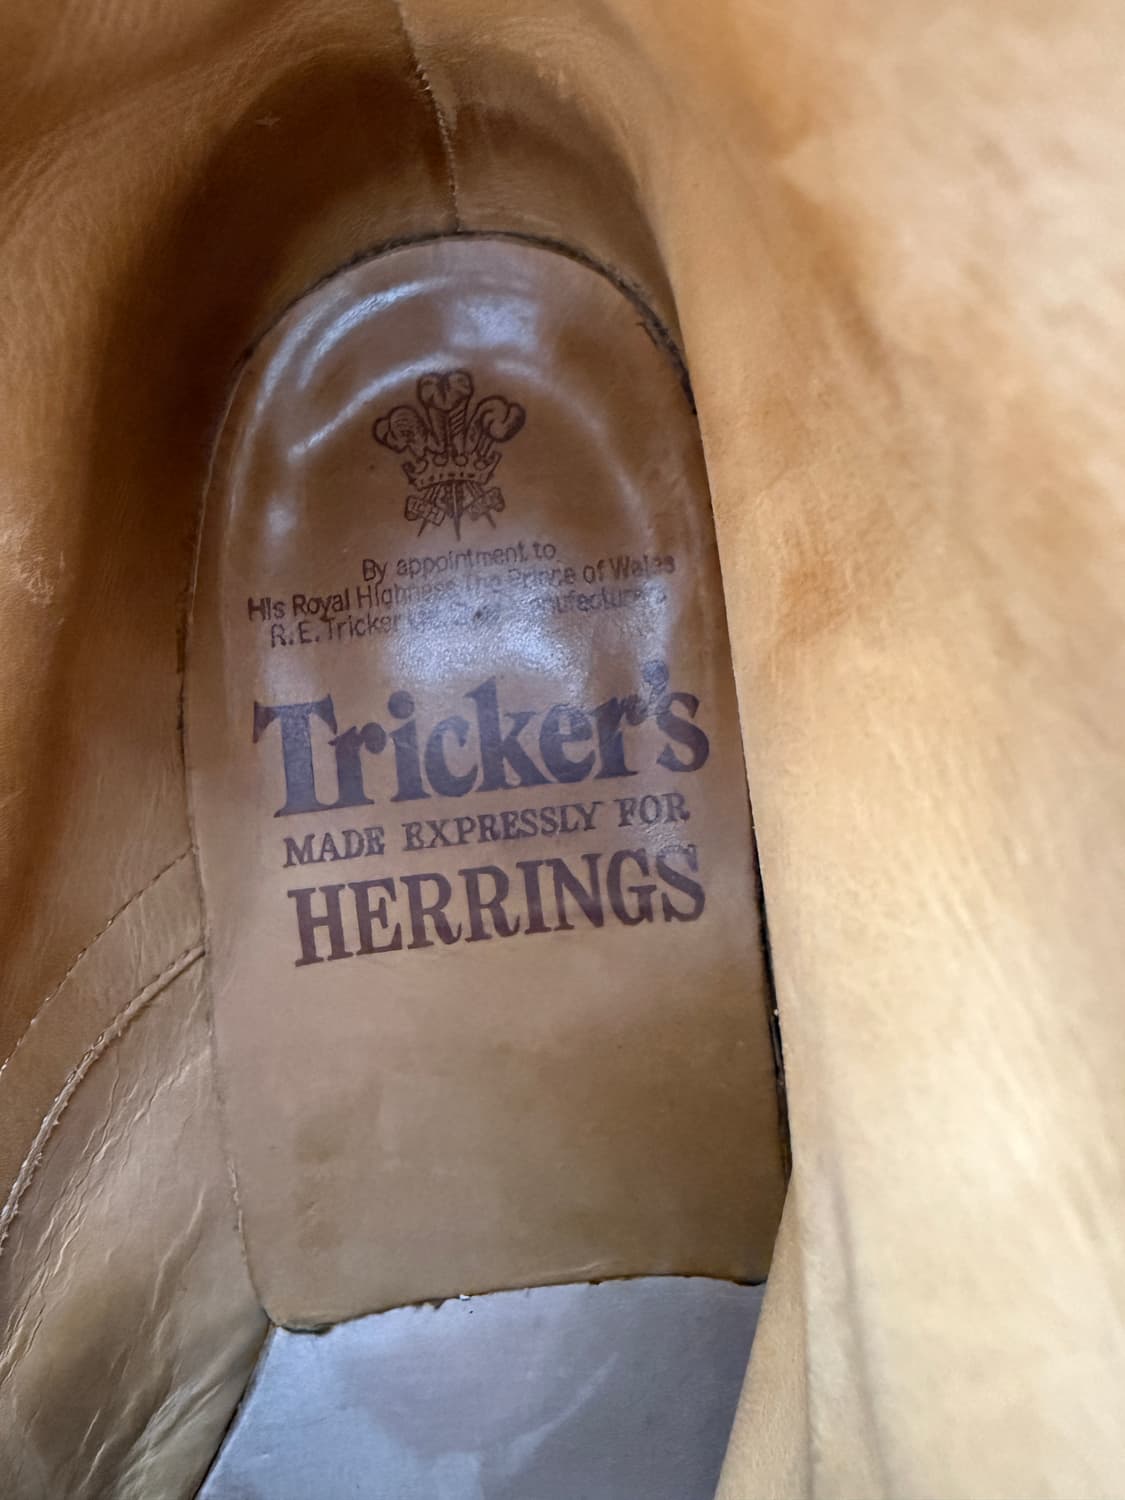 By appointment to
His Royal Highness The Prince of Wales
R.E. Tricker
Tricker's
MADE EXPRESSLY FOR
HERRINGS